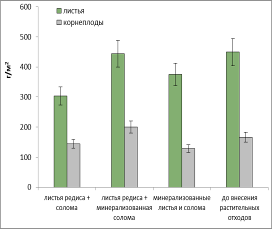 600
500
400
300
200
100
0
г/м²
листья
корнеплоды
листья редиса +
солома
листья редиса +
минерализованная
солома
минерализованные
листья и солома
до внесения
растительных
отходов